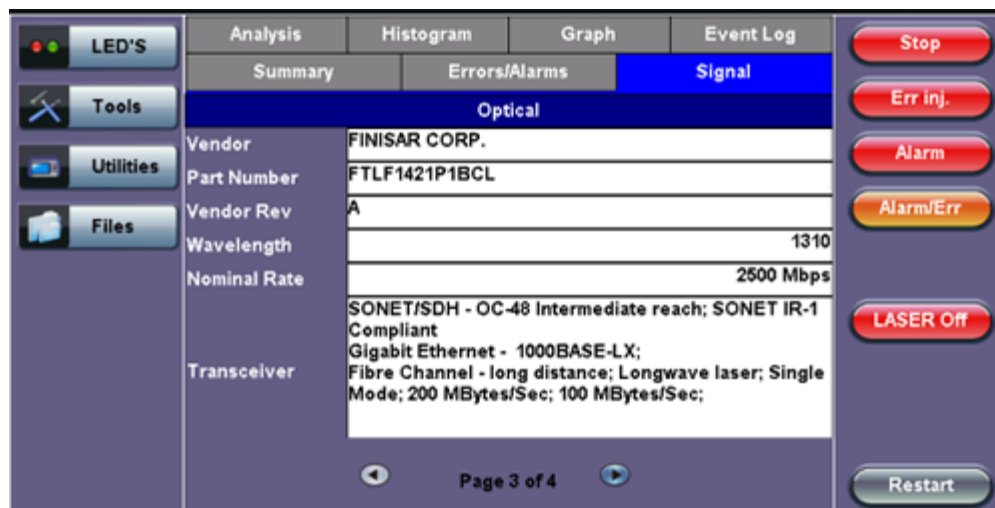 LED'S
Tools
Utilities
Files
Analysis Histogram Graph Event Log
Summary Errors/Alarms Signal
Optical
Vendor FINISAR CORP.
Part Number FTLF1421P1BCL
Vendor Rev A
Wavelength 1310
Nominal Rate 2500 Mbps
Transceiver
SONET/SDH - OC-48 Intermediate reach; SONET IR-1
Compliant
Gigabit Ethernet - 1000BASE-LX;
Fibre Channel - long distance; Longwave laser; Single
Mode; 200 MBytes/Sec; 100 MBytes/Sec;
Page 3 of 4
Stop
Err inj.
Alarm
Alarm/Err
LASER Off
Restart